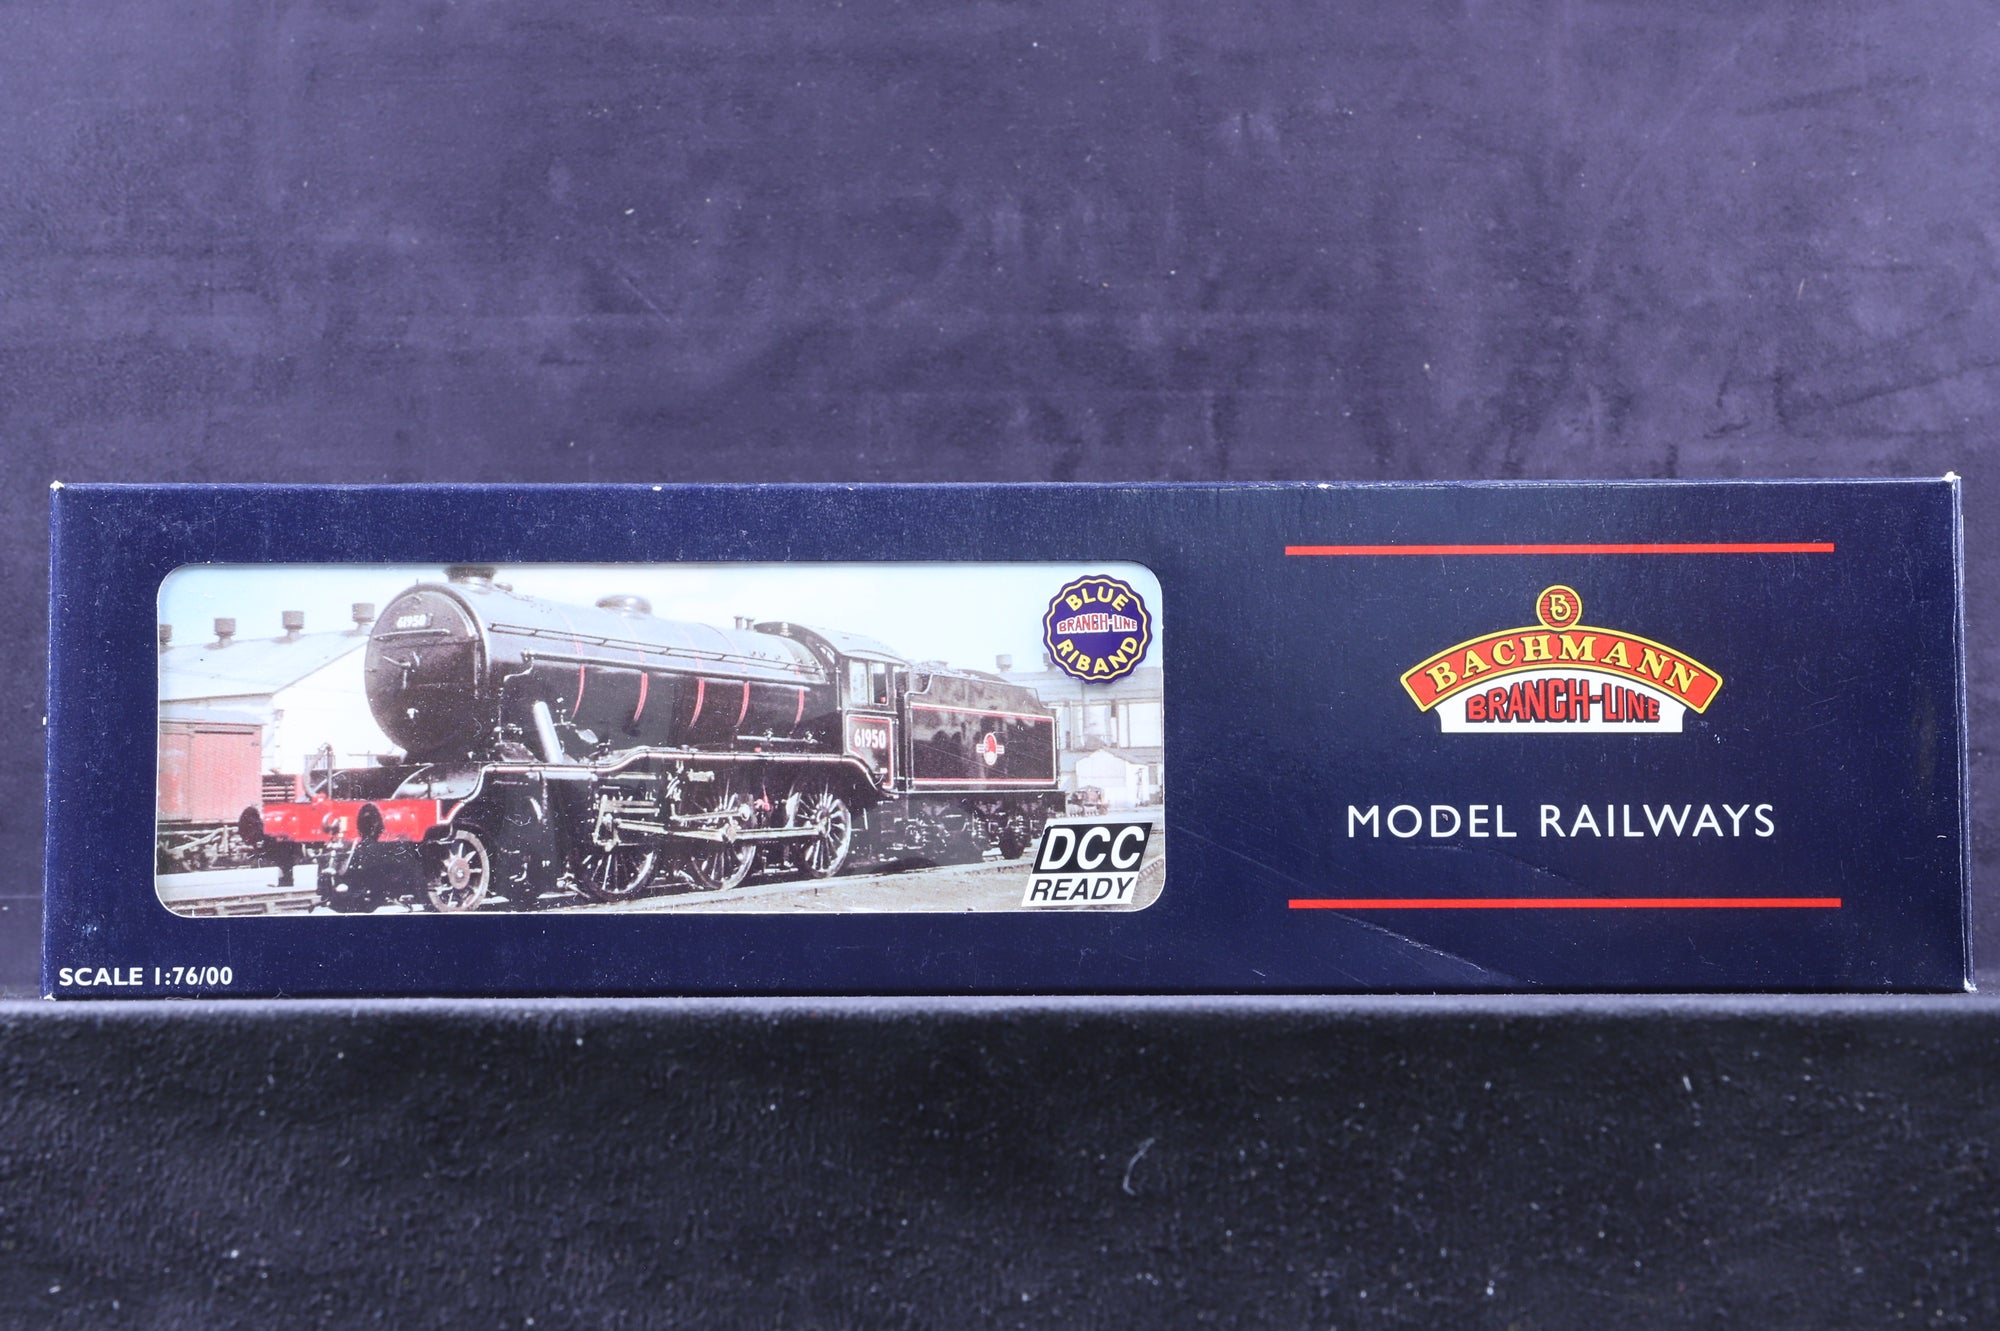 61950
61950
BLUE
BRANCH-LINE
RIBAND
DCC
READY
SCALE 1:76/00
B
BACHMANN
BRANCH-LINE
MODEL RAILWAYS